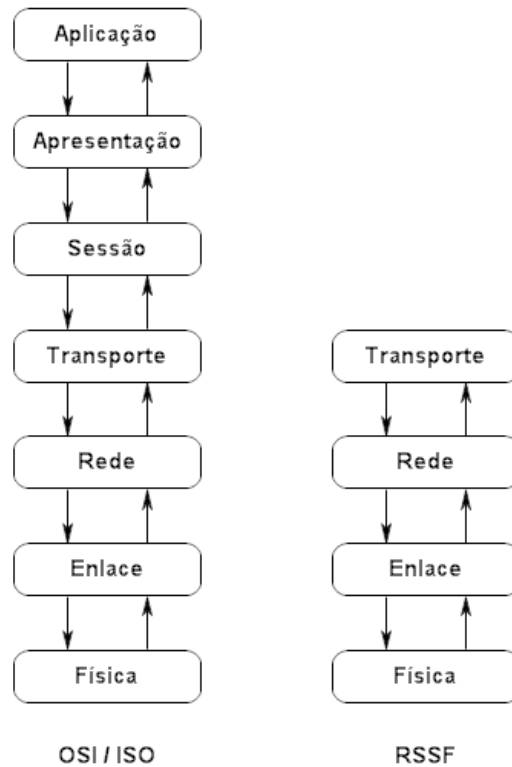 Aplicação
Apresentação
Sessão
Transporte
Transporte
Rede
Rede
Enlace
Enlace
Física
Física
OSI / ISO
RSSF